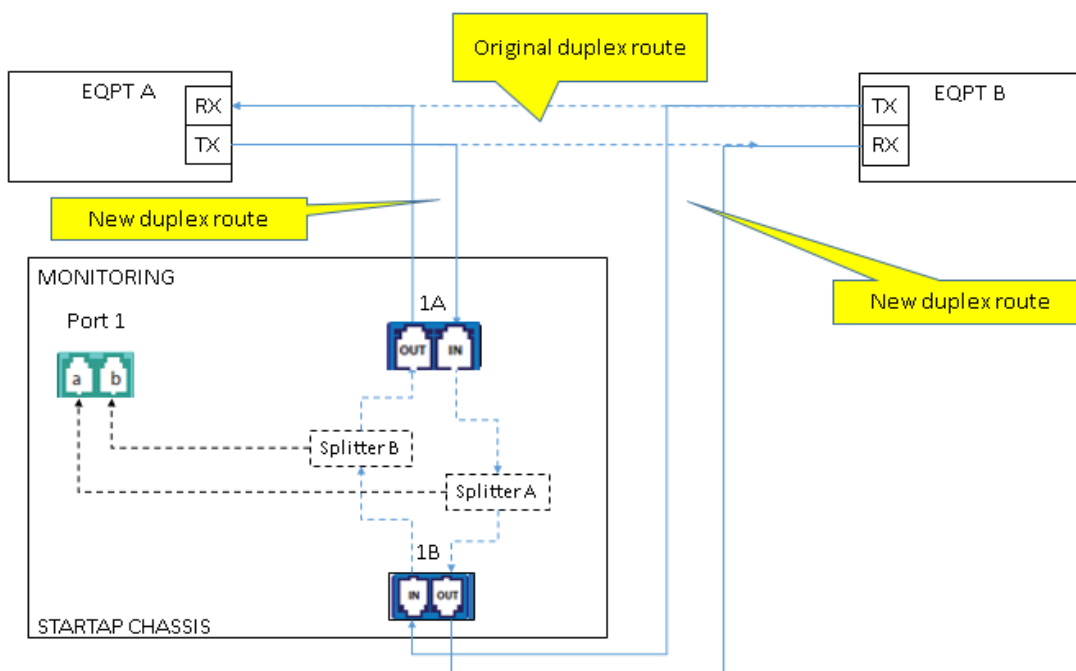 Original duplex route
EQPT A
RX
TX
EQPT B
TX
RX
New duplex route
New duplex route
MONITORING
Port 1
a b
1A
OUT IN
Splitter B
Splitter A
1B
IN OUT
STARTAP CHASSIS